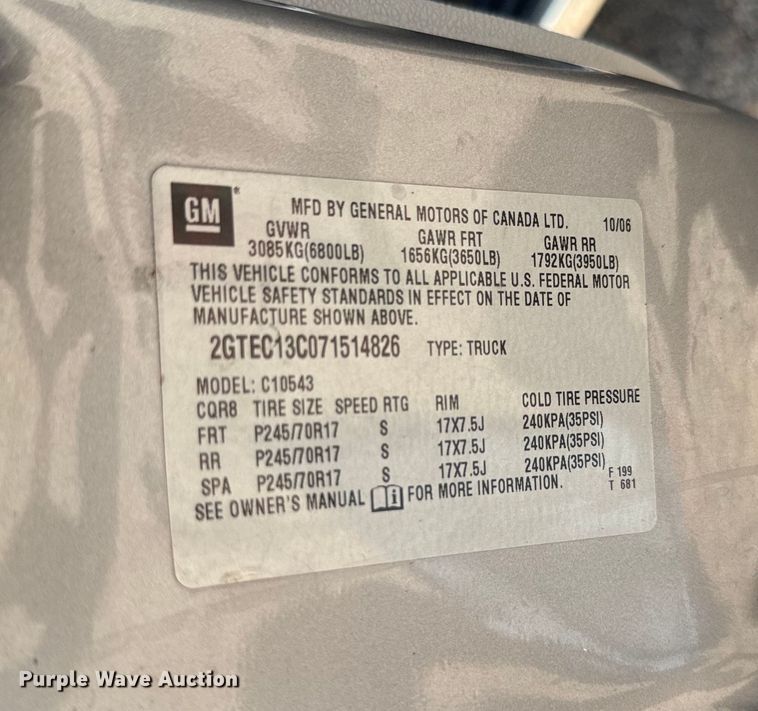 GM
MFD BY GENERAL MOTORS OF CANADA LTD. 10/06
GVWR GAWR FRT GAWR RR
3085KG(6800LB) 1656KG(3650LB) 1792KG(3950LB)
THIS VEHICLE CONFORMS TO ALL APPLICABLE U.S. FEDERAL MOTOR
VEHICLE SAFETY STANDARDS IN EFFECT ON THE DATE OF
MANUFACTURE SHOWN ABOVE.
2GTEC13C071514826 TYPE: TRUCK
MODEL: C10543
CQR8 TIRE SIZE SPEED RTG RIM COLD TIRE PRESSURE
FRT P245/70R17 S 17X7.5J 240KPA(35PSI)
RR P245/70R17 S 17X7.5J 240KPA(35PSI)
SPA P245/70R17 S 17X7.5J 240KPA(35PSI)
SEE OWNER'S MANUAL i FOR MORE INFORMATION.
F 199
T 681
Purple Wave Auction